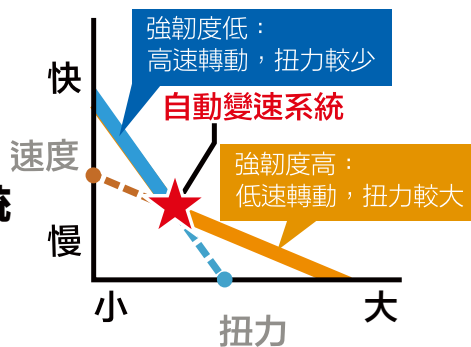 強韌度低：
高速轉動，扭力較少
快
自動變速系統
速度
強韌度高：
低速轉動，扭力較大
統
慢
小
大
扭力